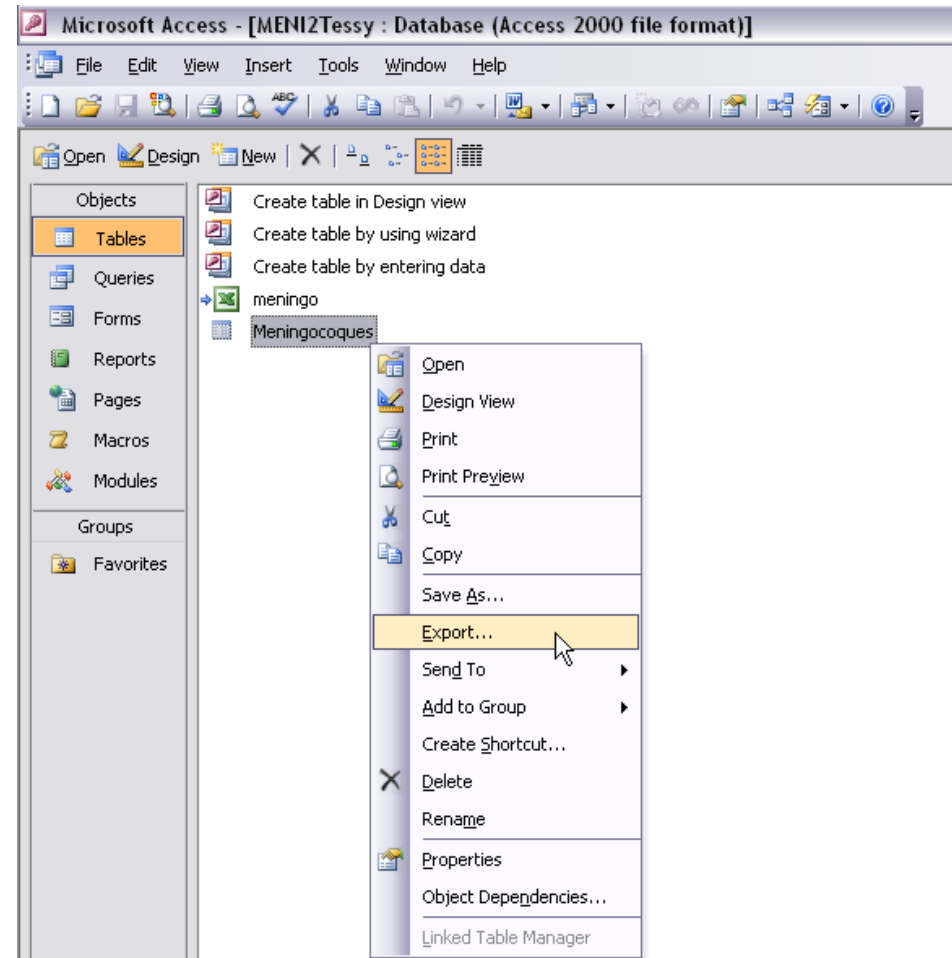 Microsoft Access - [MENI2Tessy : Database (Access 2000 file format)]
File Edit View Insert Tools Window Help
Open Design New
Objects
Tables
Queries
Forms
Reports
Pages
Macros
Modules
Groups
Favorites
Create table in Design view
Create table by using wizard
Create table by entering data
meningo
Meningocoques
Open
Design View
Print
Print Preview
Cut
Copy
Save As...
Export...
Send To
Add to Group
Create Shortcut...
Delete
Rename
Properties
Object Dependencies...
Linked Table Manager